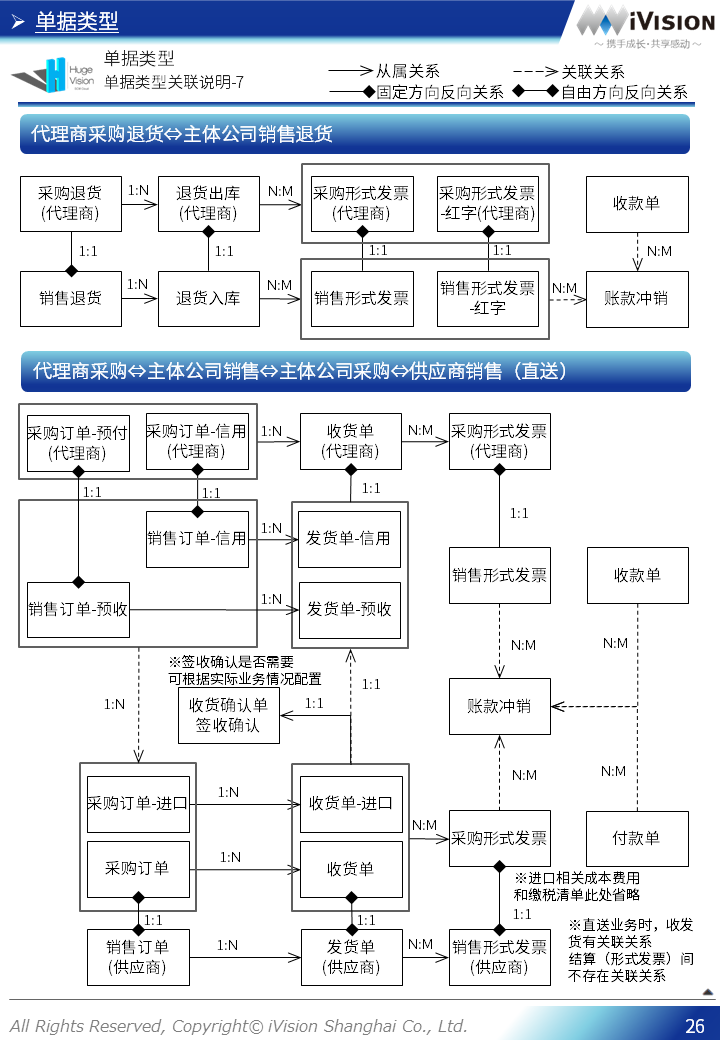 单据类型
iVISION
～ 携手成长·共享感动 ～
Huge
Vision
单据类型
单据类型关联说明-7
从属关系
关联关系
固定方向反向关系
自由方向反向关系
代理商采购退货⇔主体公司销售退货
采购退货
(代理商)
1:N
退货出库
(代理商)
N:M
采购形式发票
(代理商)
采购形式发票
-红字(代理商)
收款单
1:1
1:1
1:1
1:1
N:M
销售退货
1:N
退货入库
N:M
销售形式发票
销售形式发票
-红字
N:M
账款冲销
代理商采购⇔主体公司销售⇔主体公司采购⇔供应商销售（直送）
采购订单-预付
(代理商)
采购订单-信用
(代理商)
1:N
收货单
(代理商)
N:M
采购形式发票
(代理商)
1:1
1:1
1:1
1:1
销售订单-信用
1:N
发货单-信用
销售形式发票
收款单
销售订单-预收
1:N
发货单-预收
※签收确认是否需要
可根据实际业务情况配置
N:M
N:M
1:1
1:N
收货确认单
签收确认
1:1
账款冲销
N:M
N:M
采购订单-进口
1:N
收货单-进口
N:M
采购形式发票
付款单
采购订单
1:N
收货单
※进口相关成本费用
和缴税清单此处省略
1:1
1:1
1:1
销售订单
(供应商)
1:N
发货单
(供应商)
N:M
销售形式发票
(供应商)
※直送业务时，收发
货有关联关系
结算（形式发票）间
不存在关联关系
All Rights Reserved, Copyright© iVision Shanghai Co., Ltd.
26